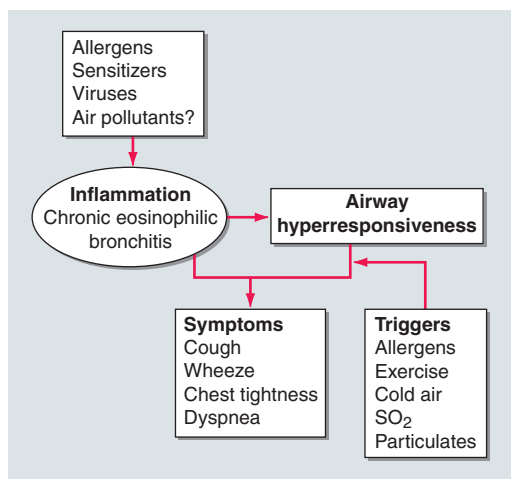 Allergens
Sensitizers
Viruses
Air pollutants?
Inflammation
Chronic eosinophilic
bronchitis
Airway
hyperresponsiveness
Symptoms
Cough
Wheeze
Chest tightness
Dyspnea
Triggers
Allergens
Exercise
Cold air
SO₂
Particulates